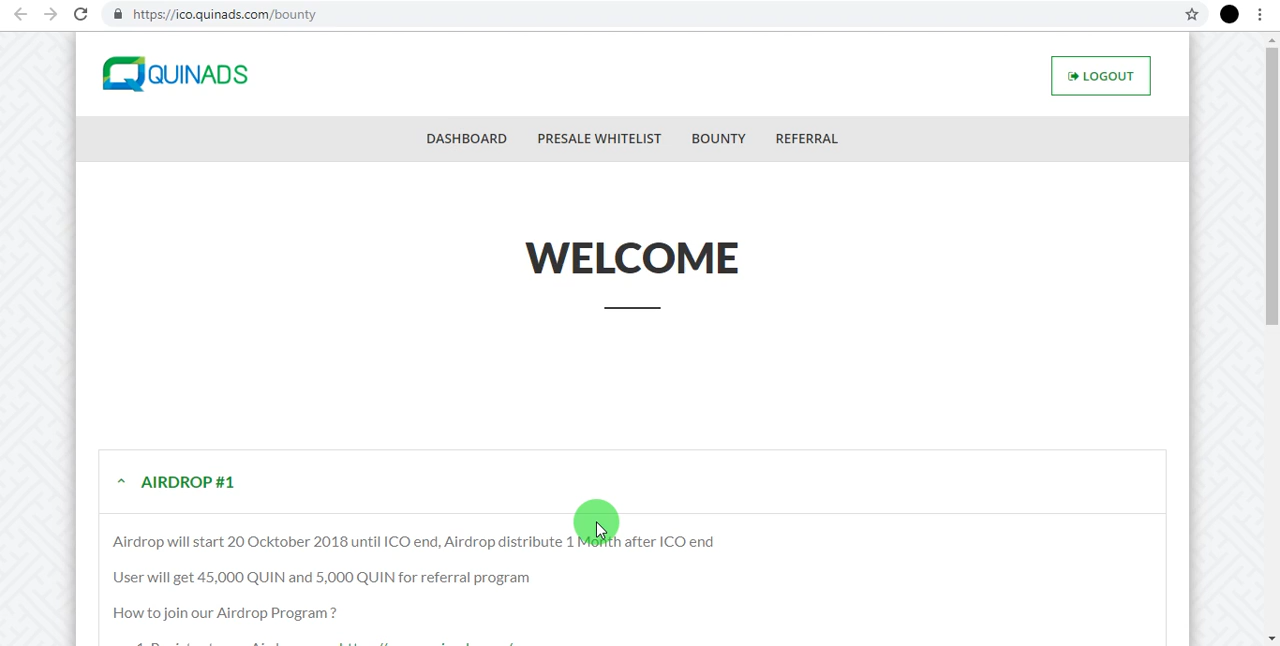 https://ico.quinads.com/bounty
QUINADS
LOGOUT
DASHBOARD PRESALE WHITELIST BOUNTY REFERRAL
WELCOME
AIRDROP #1
Airdrop will start 20 Ocktober 2018 until ICO end, Airdrop distribute 1 Month after ICO end
User will get 45,000 QUIN and 5,000 QUIN for referral program
How to join our Airdrop Program ?